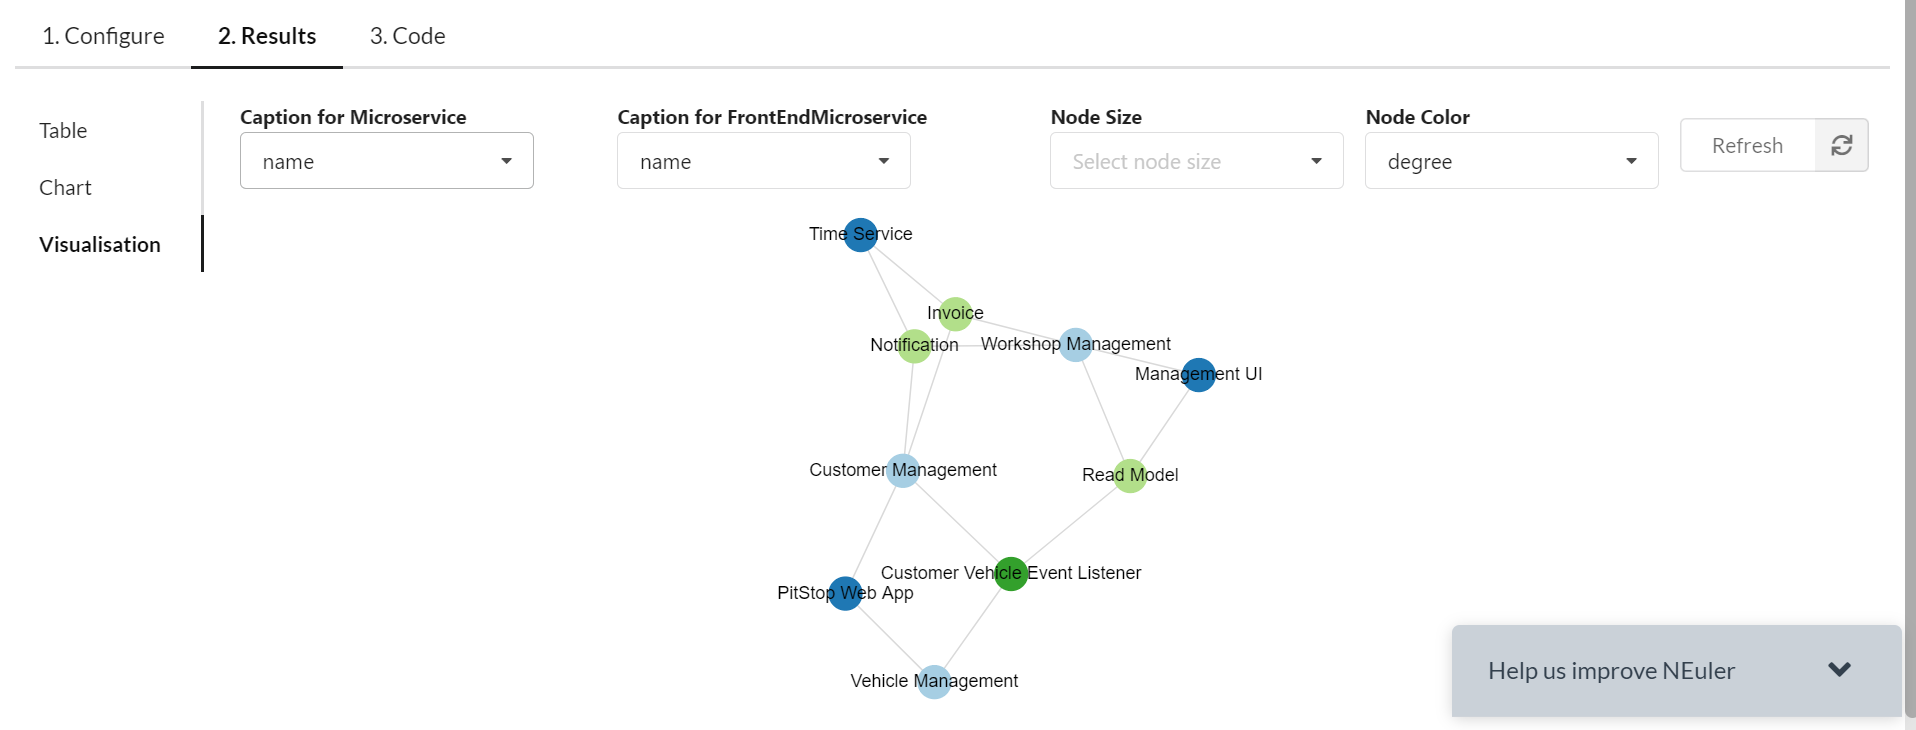 1. Configure
2. Results
3. Code
Table
Chart
Visualisation
Caption for Microservice
name
Caption for FrontEndMicroservice
name
Node Size
Select node size
Node Color
degree
Refresh
Time Service
Invoice
Notification
Workshop Management
Management UI
Customer Management
Read Model
Customer Vehicle Event Listener
PitStop Web App
Vehicle Management
Help us improve NEuler